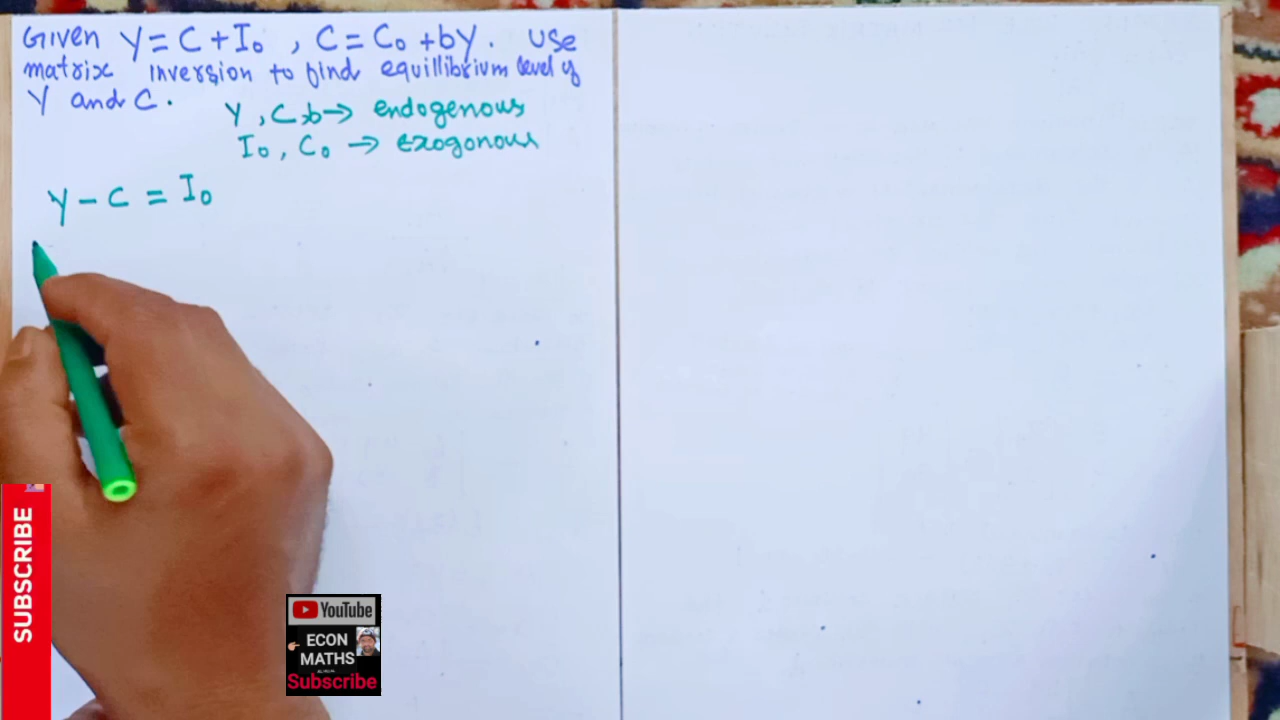 Given Y = C + I₀ , C = C₀ + bY. Use
matrix inversion to find equillibrium level of
Y and C.
Y , C, b → endogenous
I₀ , C₀ → exogonous
Y - C = I₀
SUBSCRIBE
YouTube
ECON
MATHS
Subscribe